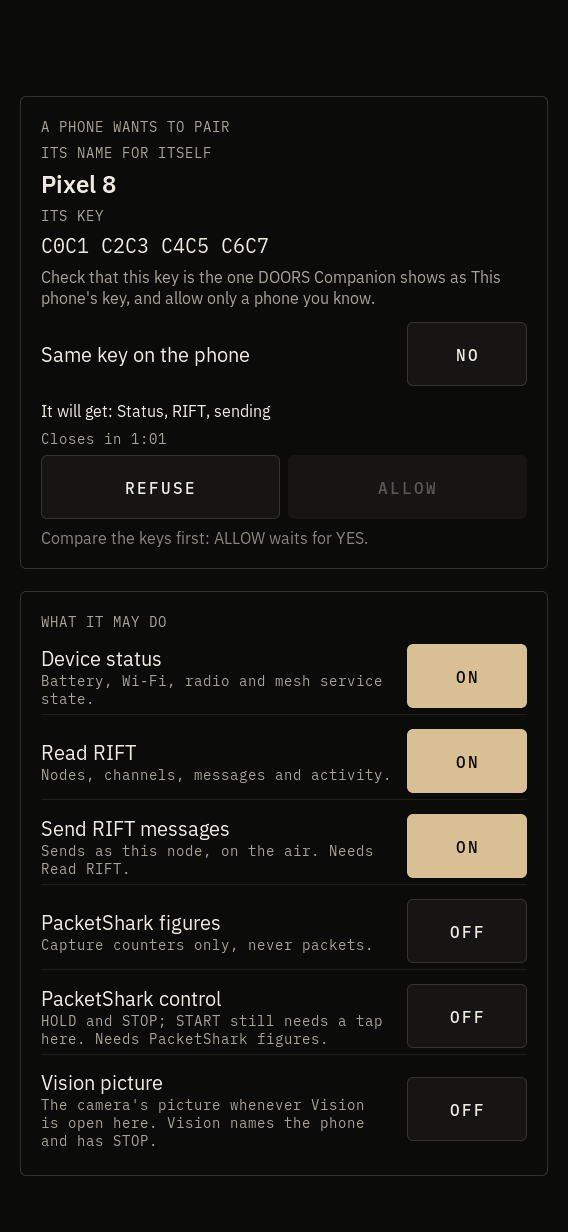 A PHONE WANTS TO PAIR
ITS NAME FOR ITSELF
Pixel 8
ITS KEY
C0C1 C2C3 C4C5 C6C7
Check that this key is the one DOORS Companion shows as This
phone's key, and allow only a phone you know.
Same key on the phone
NO
It will get: Status, RIFT, sending
Closes in 1:01
REFUSE
ALLOW
Compare the keys first: ALLOW waits for YES.
WHAT IT MAY DO
Device status
Battery, Wi-Fi, radio and mesh service
state.
ON
Read RIFT
Nodes, channels, messages and activity.
ON
Send RIFT messages
Sends as this node, on the air. Needs
Read RIFT.
ON
PacketShark figures
Capture counters only, never packets.
OFF
PacketShark control
HOLD and STOP; START still needs a tap
here. Needs PacketShark figures.
OFF
Vision picture
The camera's picture whenever Vision
is open here. Vision names the phone
and has STOP.
OFF